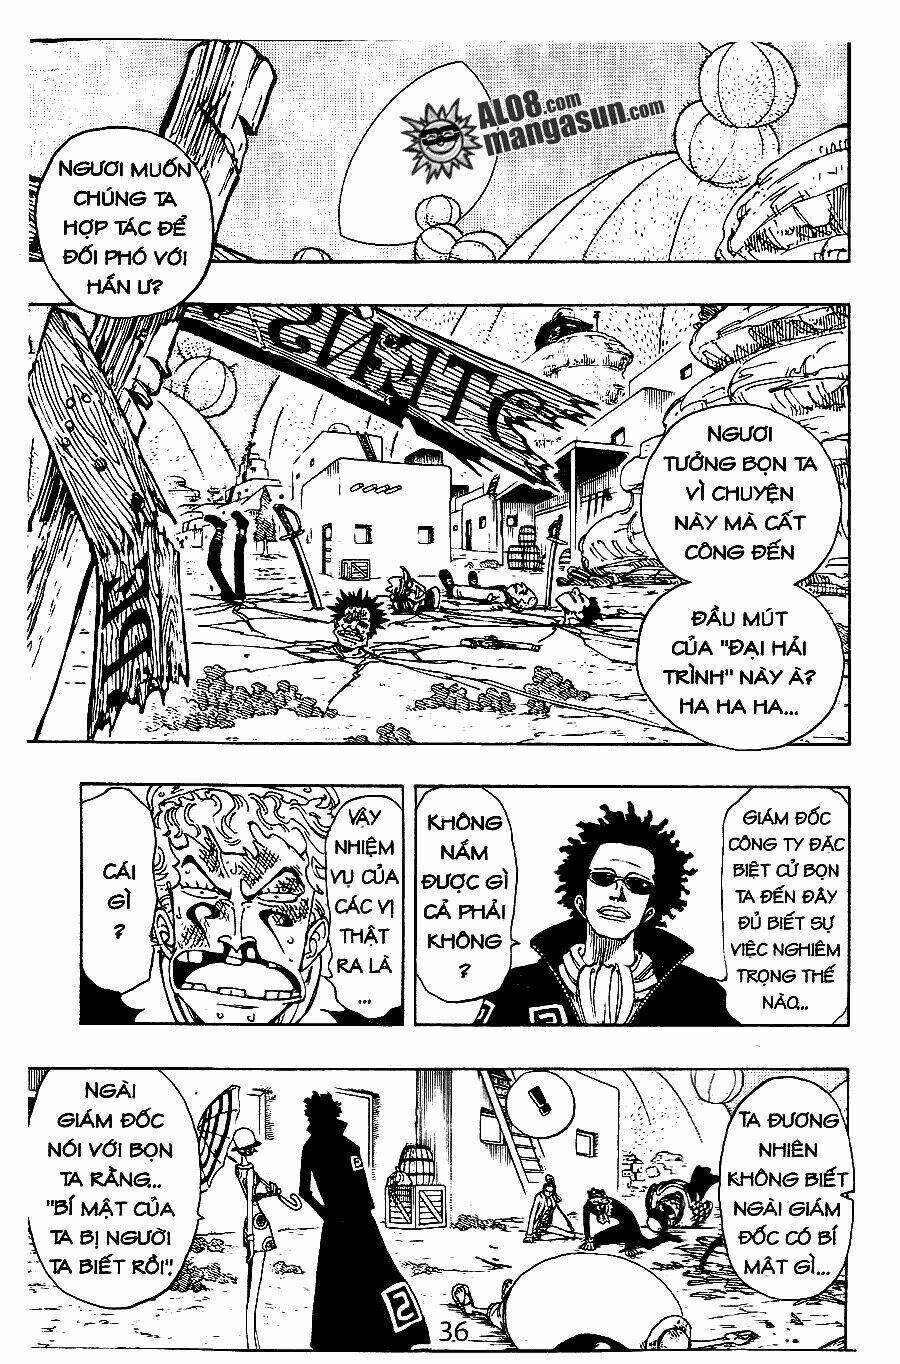 AL08.com
mangasun.com
NGƯƠI MUỐN
CHÚNG TA
HỢP TÁC ĐỂ
ĐỐI PHÓ VỚI
HẮN Ư?
NGƯƠI
TƯỞNG BỌN TA
VÌ CHUYỆN
NÀY MÀ CẤT
CÔNG ĐẾN
ĐẦU MÚT
CỦA "ĐẠI HẢI
TRÌNH" NÀY À?
HA HA HA...
GIÁM ĐỐC
CÔNG TY ĐẶC
BIỆT CỬ BỌN
TA ĐẾN ĐÂY
ĐỦ BIẾT SỰ
VIỆC NGHIÊM
TRỌNG THẾ
NÀO...
KHÔNG
NẮM
ĐƯỢC GÌ
CẢ PHẢI
KHÔNG
?
VẬY
NHIỆM
VỤ CỦA
CÁC VỊ
THẬT
RA LÀ
...
CÁI
GÌ
?
TA ĐƯƠNG
NHIÊN
KHÔNG BIẾT
NGÀI GIÁM
ĐỐC CÓ BÍ
MẬT GÌ...
!
NGÀI
GIÁM ĐỐC
NÓI VỚI BỌN
TA RẰNG...
"BÍ MẬT CỦA
TA BỊ NGƯỜI
TA BIẾT RỒI".
36